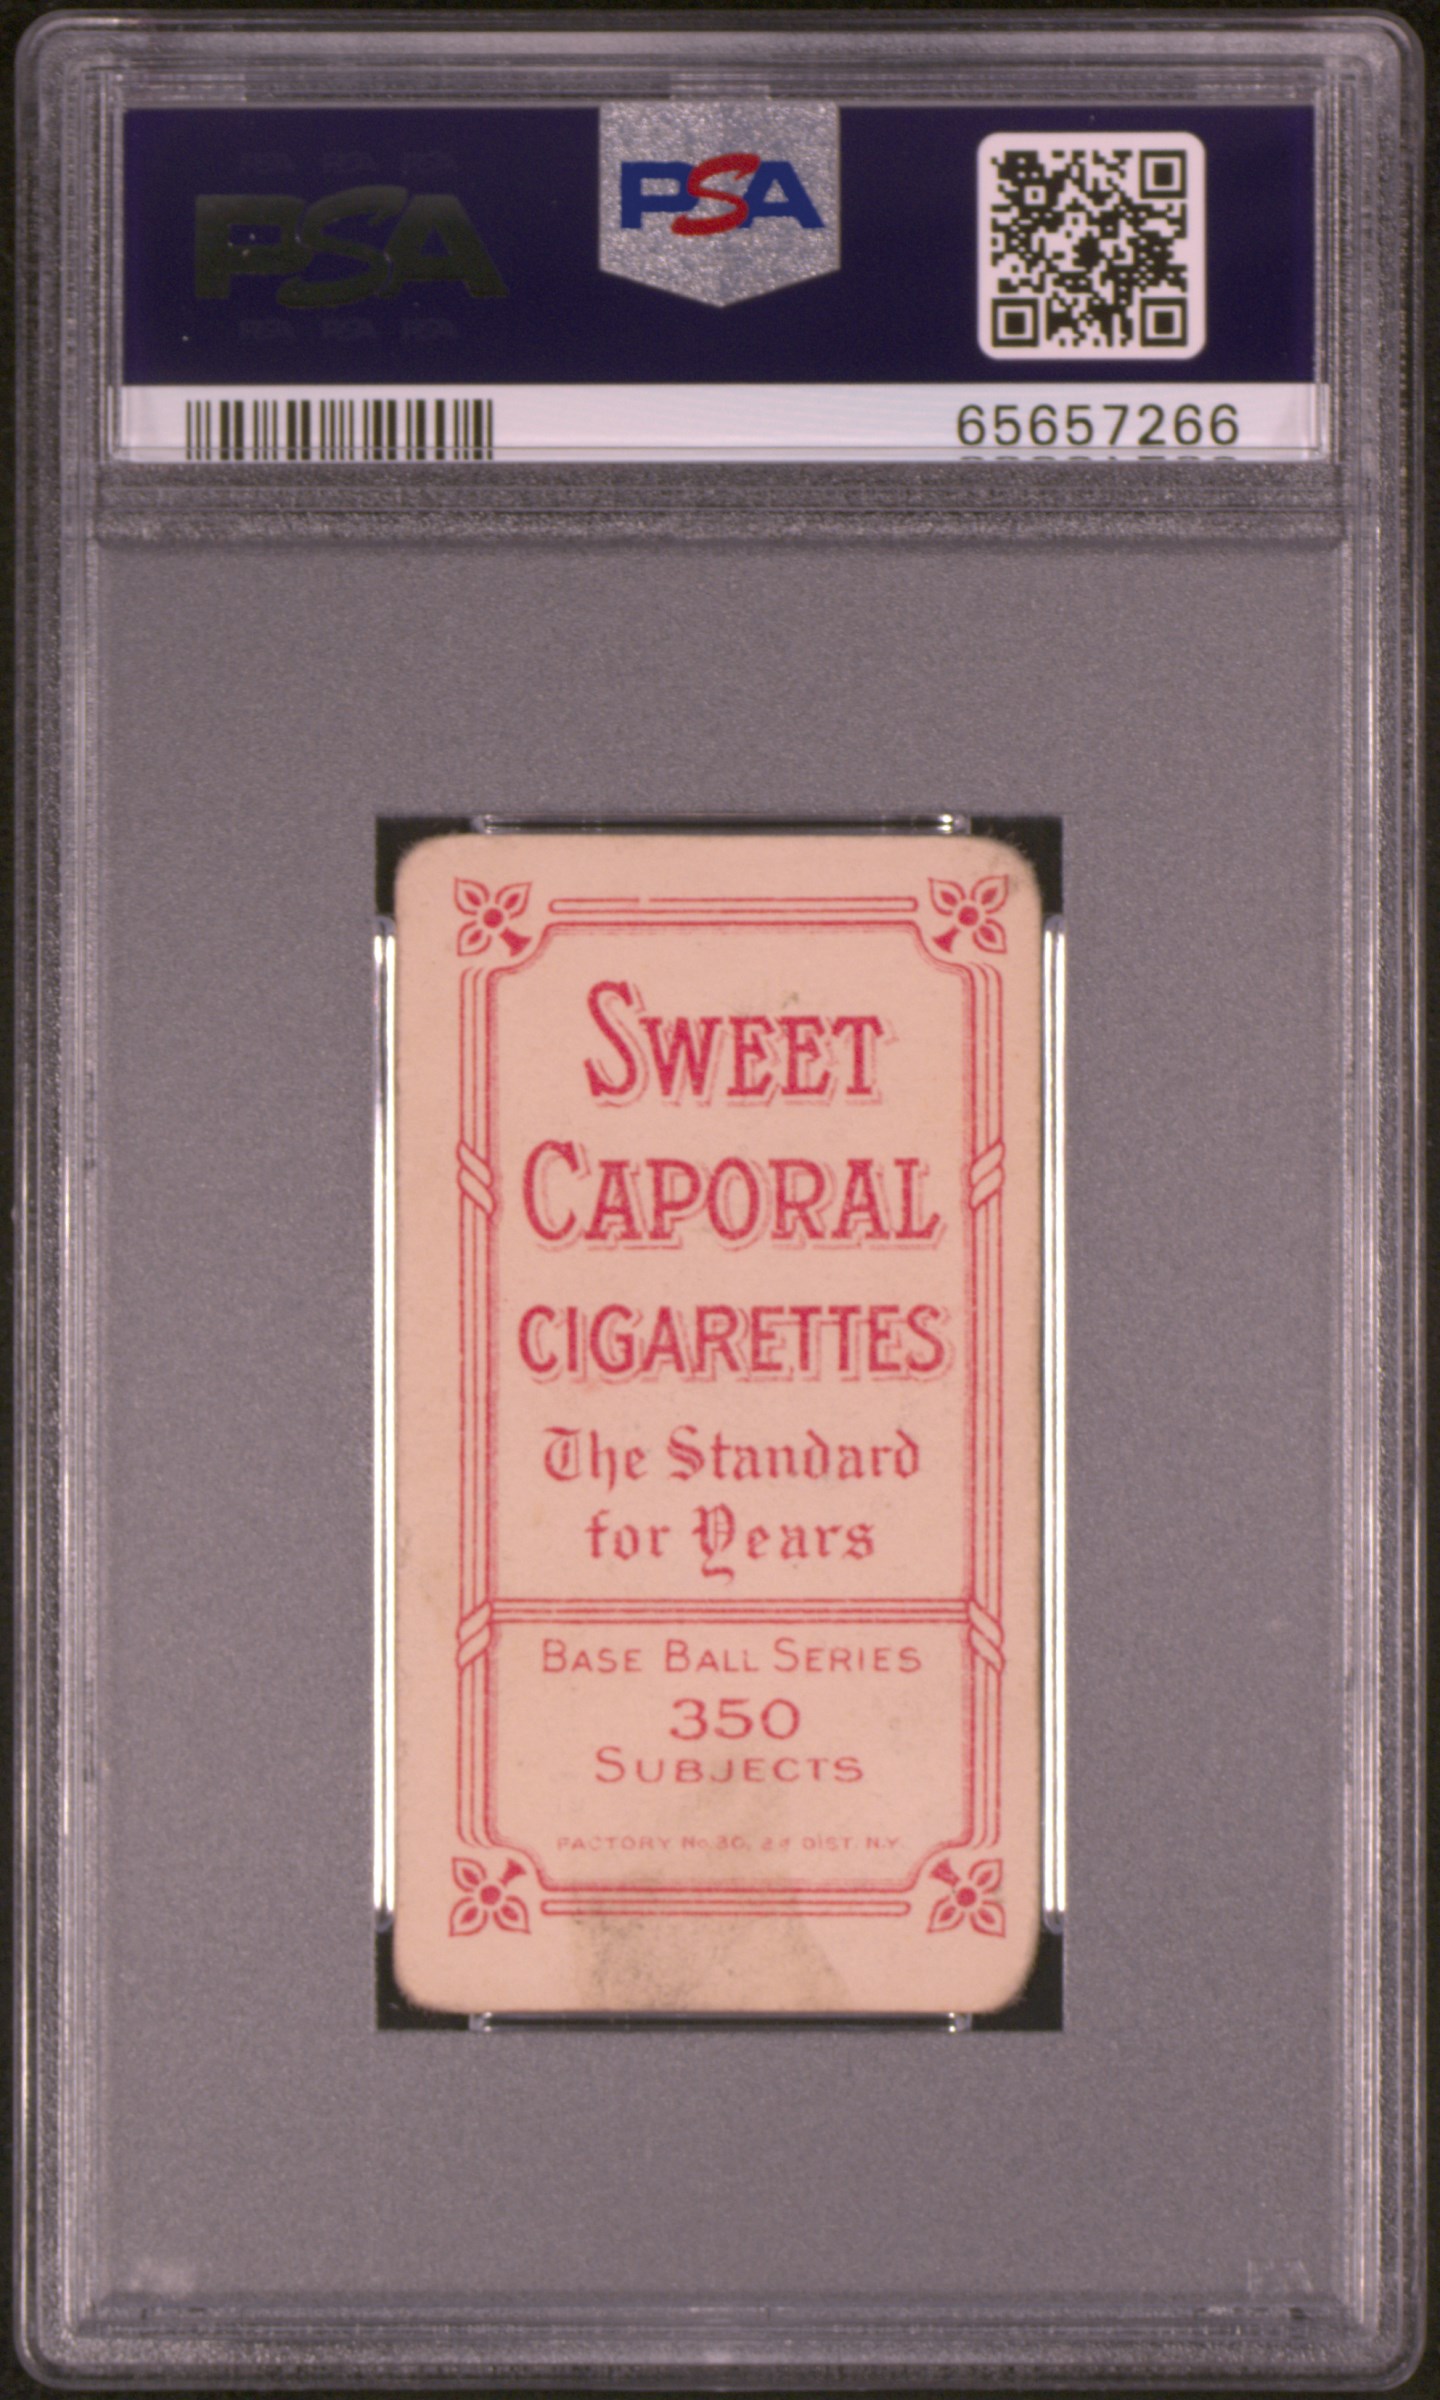 PSA
PSA
65657266
SWEET
CAPORAL
CIGARETTES
The Standard
for Years
BASE BALL SERIES
350
SUBJECTS
FACTORY No. 30, 2d DIST. N.Y.